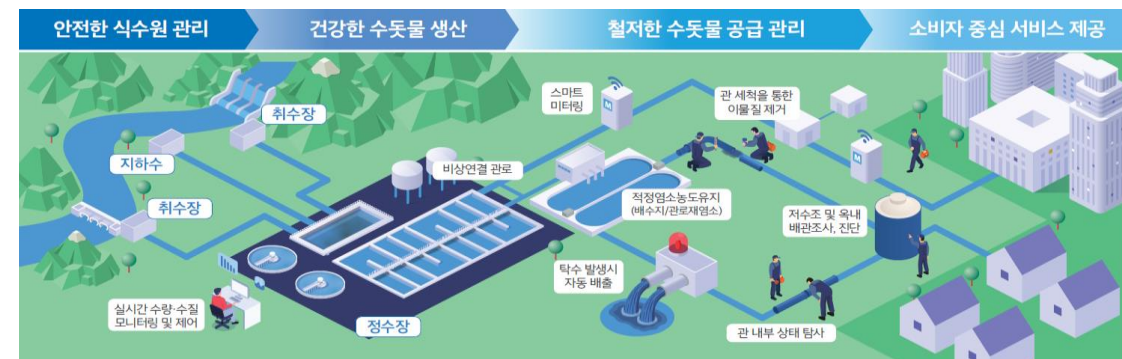 안전한 식수원 관리
건강한 수돗물 생산
철저한 수돗물 공급 관리
소비자 중심 서비스 제공
취수장
지하수
취수장
실시간 수량·수질
모니터링 및 제어
비상연결 관로
정수장
스마트
미터링
M
관 세척을 통한
이물질 제거
M
적정염소농도유지
(배수지/관로재염소)
탁수 발생시
자동 배출
저수조 및 옥내
배관조사, 진단
관 내부 상태 탐사